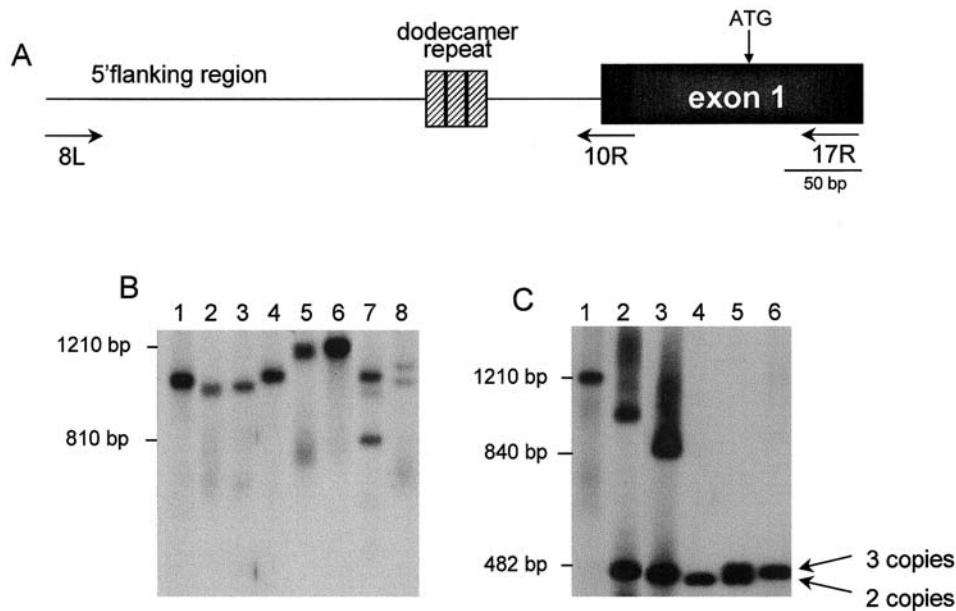 A
5'flanking region
dodecamer
repeat
ATG
exon 1
8L
10R
17R
50 bp
B
1 2 3 4 5 6 7 8
1210 bp
810 bp
C
1 2 3 4 5 6
1210 bp
840 bp
482 bp
3 copies
2 copies